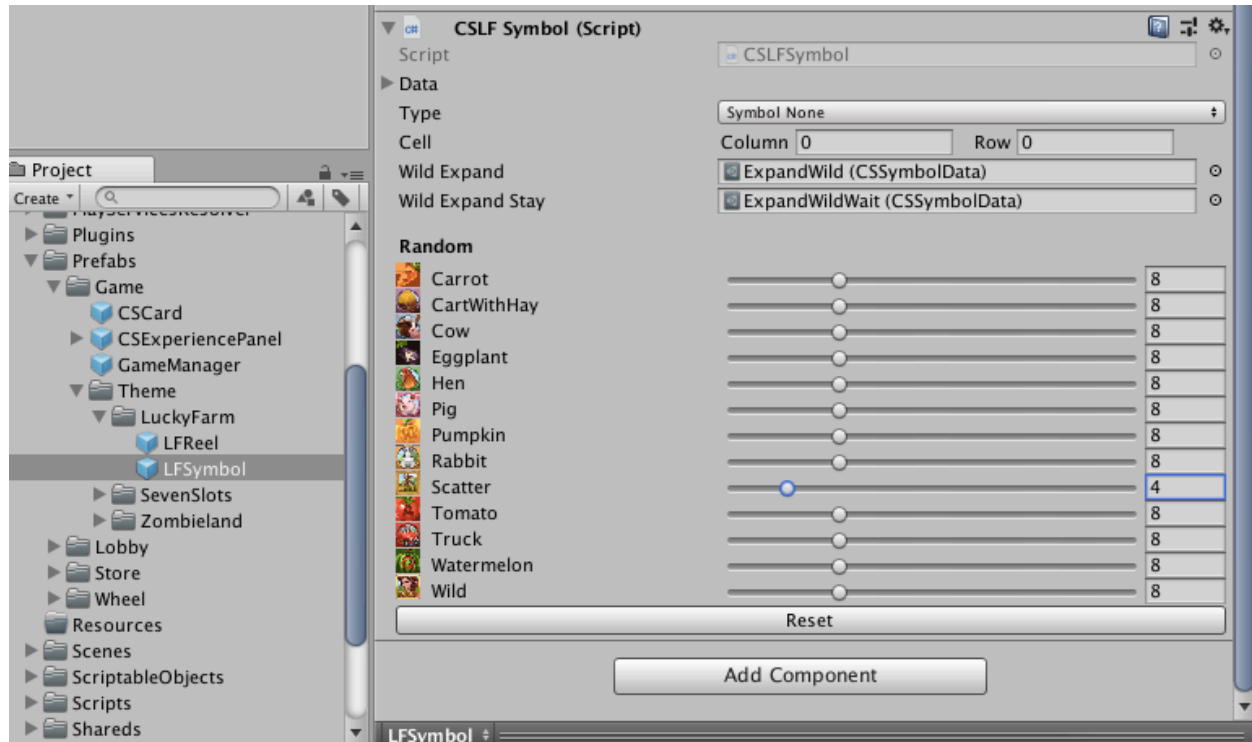 Project
Create
PlayServicesResolver
Plugins
Prefabs
Game
CSCard
CSExperiencePanel
GameManager
Theme
LuckyFarm
LFReel
LFSymbol
SevenSlots
Zombieland
Lobby
Store
Wheel
Resources
Scenes
ScriptableObjects
Scripts
Shareds
C# CSLF Symbol (Script)
Script CSLFSymbol
Data
Type Symbol None
Cell Column 0 Row 0
Wild Expand ExpandWild (CSSymbolData)
Wild Expand Stay ExpandWildWait (CSSymbolData)
Random
Carrot 8
CartWithHay 8
Cow 8
Eggplant 8
Hen 8
Pig 8
Pumpkin 8
Rabbit 8
Scatter 4
Tomato 8
Truck 8
Watermelon 8
Wild 8
Reset
Add Component
LFSymbol